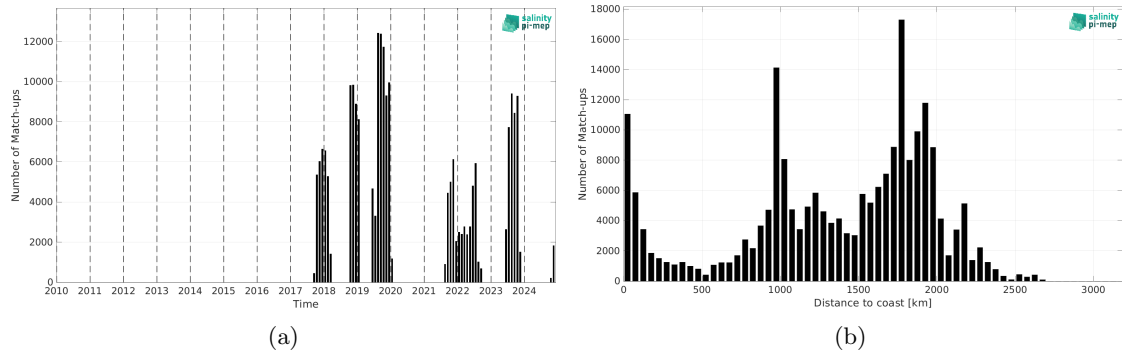 salinity
pi-mep
12000
10000
8000
6000
4000
2000
0
Number of Match-ups
2010 2011 2012 2013 2014 2015 2016 2017 2018 2019 2020 2021 2022 2023 2024
Time
(a)
salinity
pi-mep
18000
16000
14000
12000
10000
8000
6000
4000
2000
0
Number of Match-ups
0 500 1000 1500 2000 2500 3000
Distance to coast [km]
(b)